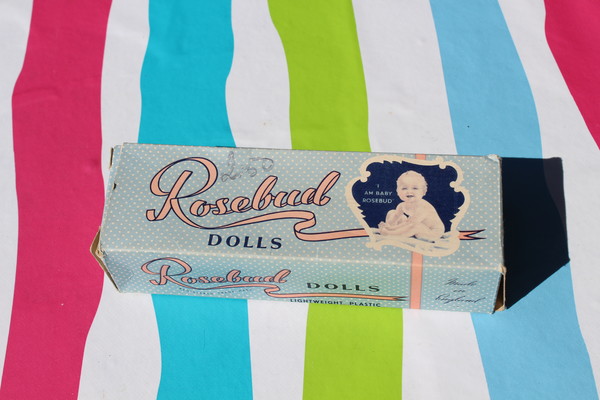 Rosebud
DOLLS
'I
AM BABY
ROSEBUD'
Rosebud
DOLLS
LIGHTWEIGHT PLASTIC
Made
in
England